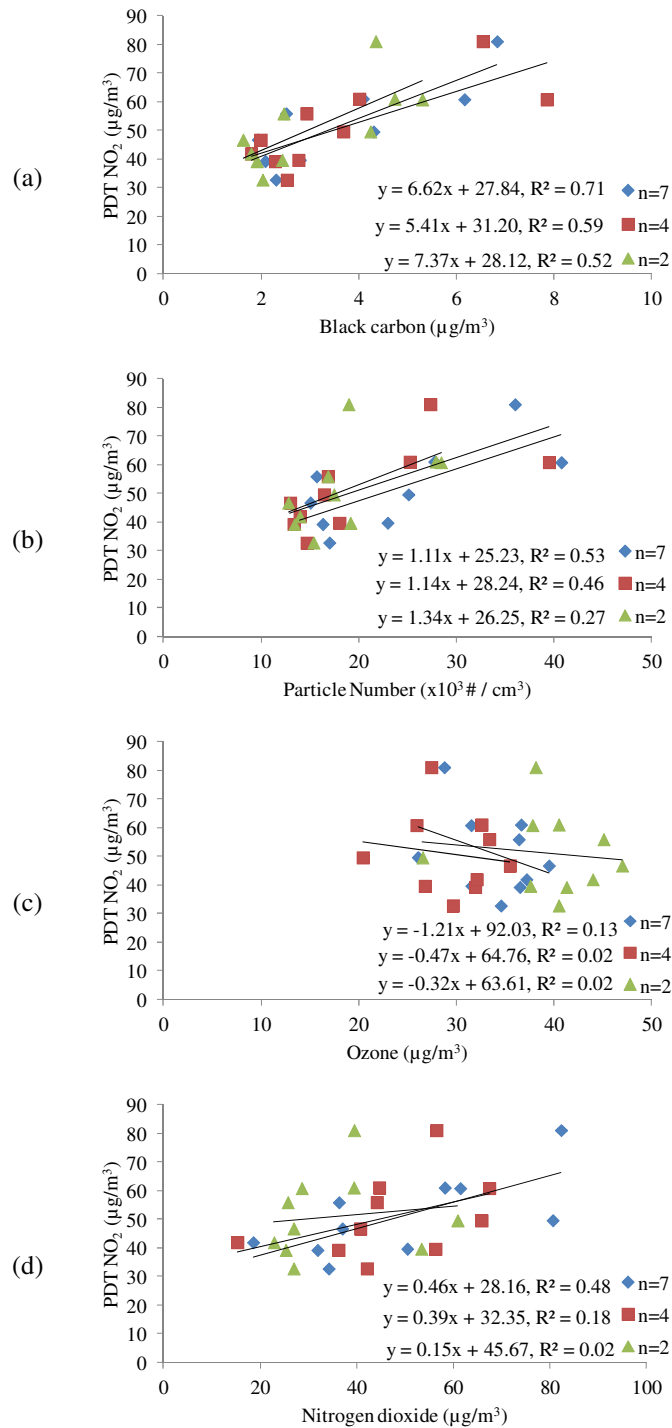 (a)
PDT NO₂ (µg/m³)
90
80
70
60
50
40
30
20
10
0
y = 6.62x + 27.84, R² = 0.71 n=7
y = 5.41x + 31.20, R² = 0.59 n=4
y = 7.37x + 28.12, R² = 0.52 n=2
0 2 4 6 8 10
Black carbon (µg/m³)
(b)
PDT NO₂ (µg/m³)
90
80
70
60
50
40
30
20
10
0
y = 1.11x + 25.23, R² = 0.53 n=7
y = 1.14x + 28.24, R² = 0.46 n=4
y = 1.34x + 26.25, R² = 0.27 n=2
0 10 20 30 40 50
Particle Number (x10³ # / cm³)
(c)
PDT NO₂ (µg/m³)
90
80
70
60
50
40
30
20
10
0
y = -1.21x + 92.03, R² = 0.13 n=7
y = -0.47x + 64.76, R² = 0.02 n=4
y = -0.32x + 63.61, R² = 0.02 n=2
0 10 20 30 40 50
Ozone (µg/m³)
(d)
PDT NO₂ (µg/m³)
90
80
70
60
50
40
30
20
10
0
y = 0.46x + 28.16, R² = 0.48 n=7
y = 0.39x + 32.35, R² = 0.18 n=4
y = 0.15x + 45.67, R² = 0.02 n=2
0 20 40 60 80 100
Nitrogen dioxide (µg/m³)